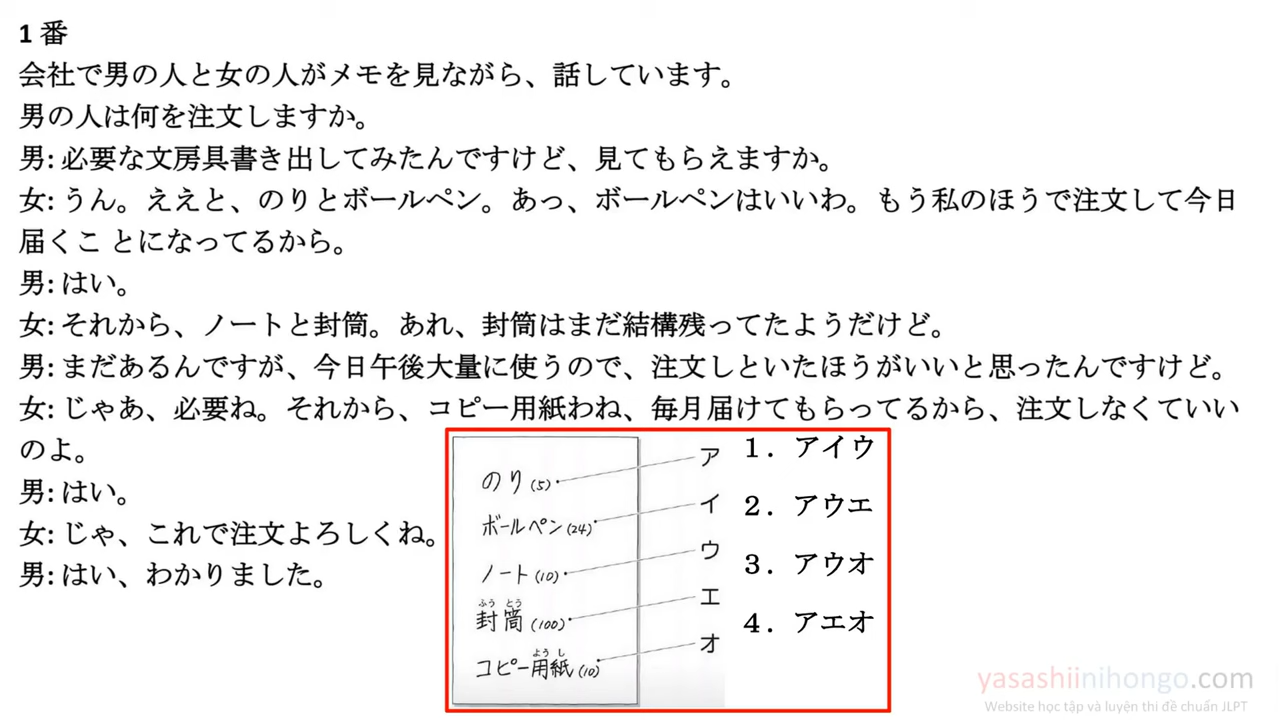 1番
会社で男の人と女の人がメモを見ながら、話しています。
男の人は何を注文しますか。
男: 必要な文房具書き出してみたんですけど、見てもらえますか。
女: うん。ええと、のりとボールペン。あっ、ボールペンはいいわ。もう私のほうで注文して今日
届くこ とになってるから。
男: はい。
女: それから、ノートと封筒。あれ、封筒はまだ結構残ってたようだけど。
男: まだあるんですが、今日午後大量に使うので、注文しといたほうがいいと思ったんですけど。
女: じゃあ、必要ね。それから、コピー用紙わね、毎月届けてもらってるから、注文しなくていい
のよ。
男: はい。
女: じゃ、これで注文よろしくね。
男: はい、わかりました。
のり(5) ア
ボールペン(24) イ
ノート(10) ウ
ふう とう
封筒(100) エ
よう し
コピー用紙(10) オ
1．アイウ
2．アウエ
3．アウオ
4．アエオ
yasashiinihongo.com
Website học tập và luyện thi đề chuẩn JLPT